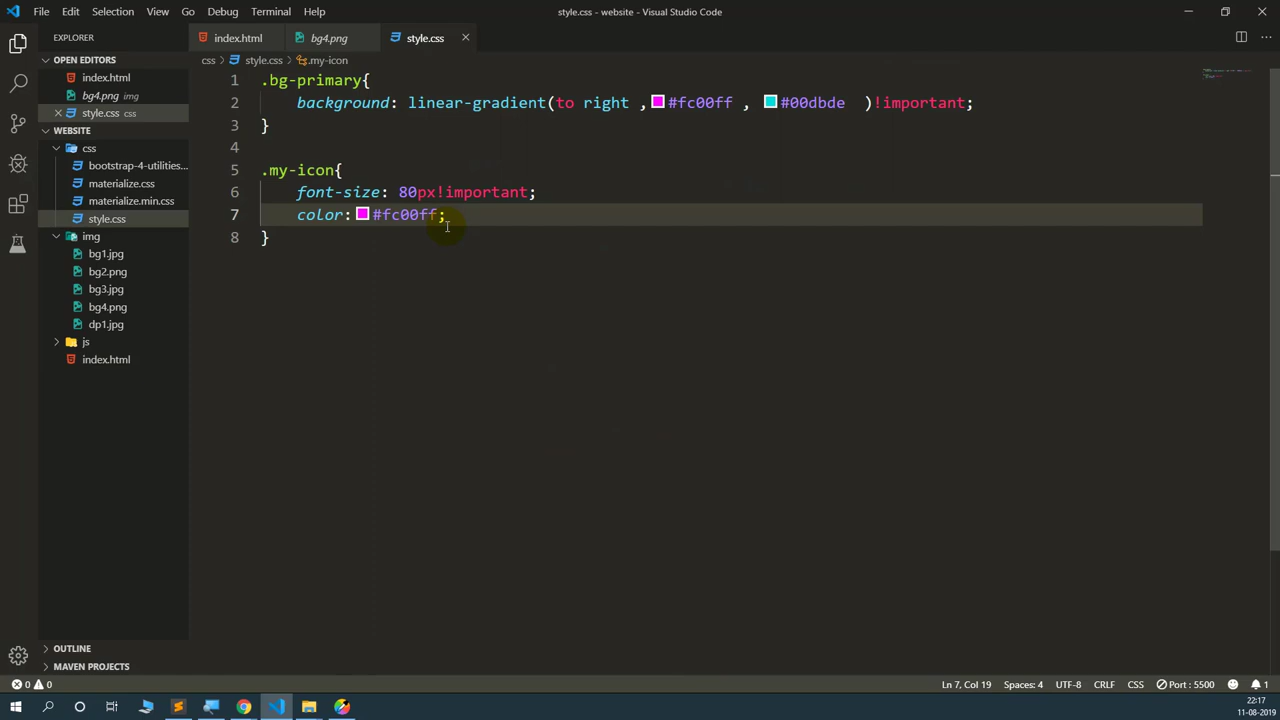 File Edit Selection View Go Debug Terminal Help
style.css - website - Visual Studio Code
EXPLORER
index.html
bg4.png
style.css
OPEN EDITORS
index.html
bg4.png img
style.css css
WEBSITE
css
bootstrap-4-utilities...
materialize.css
materialize.min.css
style.css
img
bg1.jpg
bg2.png
bg3.jpg
bg4.png
dp1.jpg
js
index.html
OUTLINE
MAVEN PROJECTS
css > style.css > .my-icon
1 .bg-primary{
2 background: linear-gradient(to right ,#fc00ff , #00dbde )!important;
3 }
4
5 .my-icon{
6 font-size: 80px!important;
7 color:#fc00ff;
8 }
0 0
Ln 7, Col 19 Spaces: 4 UTF-8 CRLF CSS Port : 5500 1
22:17
11-08-2019